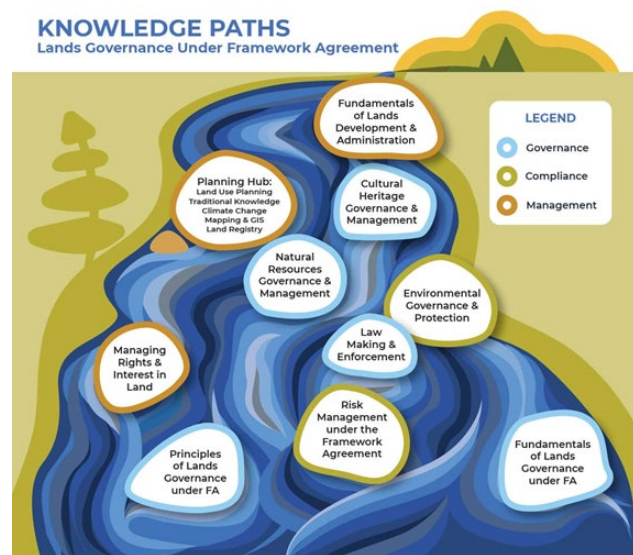 KNOWLEDGE PATHS
Lands Governance Under Framework Agreement
Fundamentals
of Lands
Development &
Administration
LEGEND
Governance
Compliance
Management
Planning Hub:
Land Use Planning
Traditional Knowledge
Climate Change
Mapping & GIS
Land Registry
Cultural
Heritage
Governance &
Management
Natural
Resources
Governance &
Management
Environmental
Governance &
Protection
Law
Making &
Enforcement
Managing
Rights &
Interest in
Land
Risk
Management
under the
Framework
Agreement
Principles
of Lands
Governance
under FA
Fundamentals
of Lands
Governance
under FA